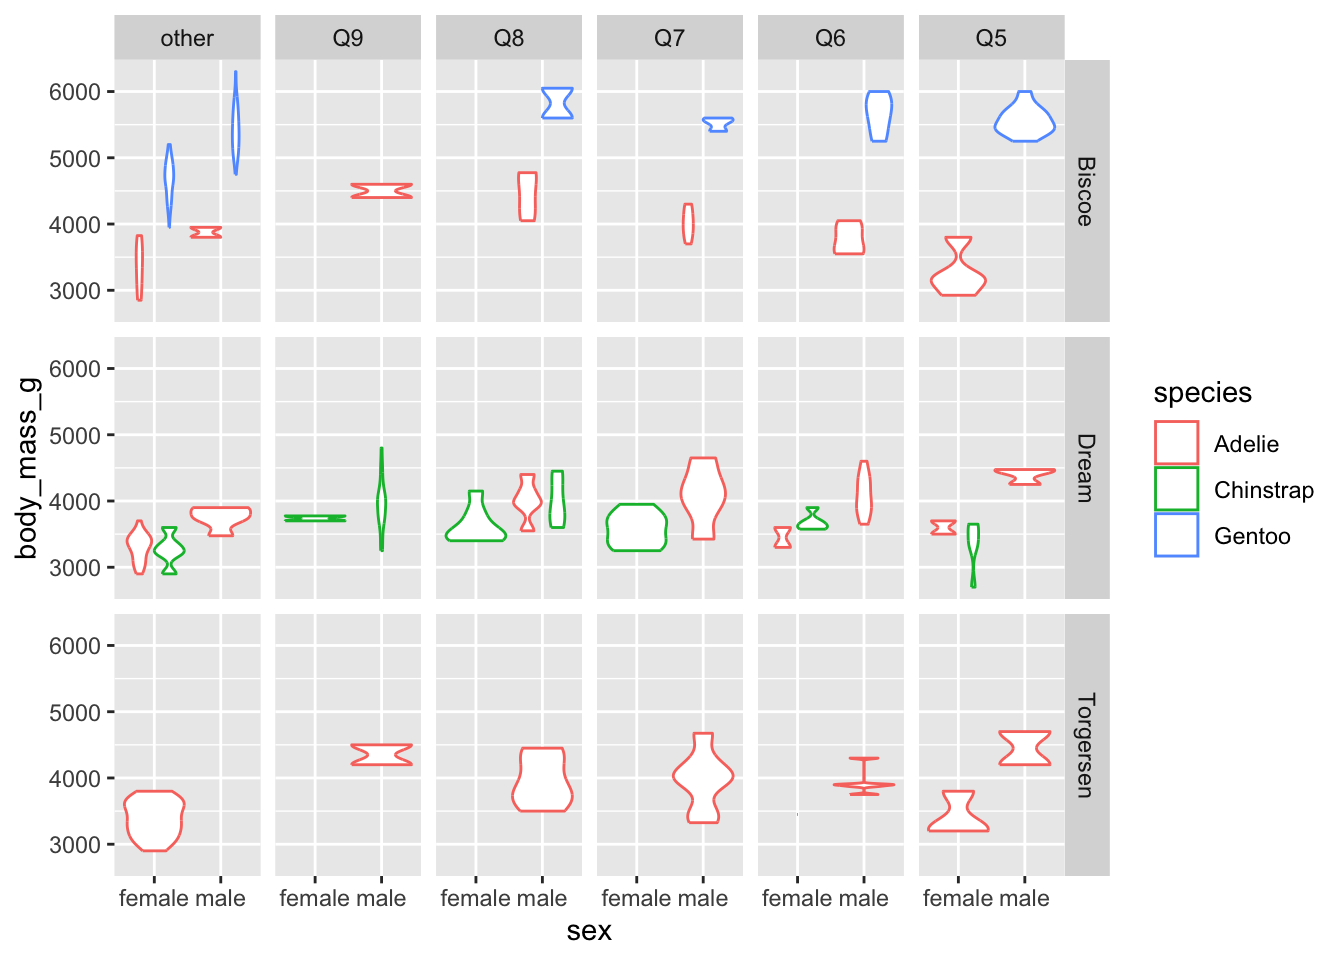 other Q9 Q8 Q7 Q6 Q5
6000
5000
4000
3000
Biscoe
6000
5000
4000
3000
Dream
6000
5000
4000
3000
Torgersen
female male female male female male female male female male female male
sex
body_mass_g
species
Adelie
Chinstrap
Gentoo